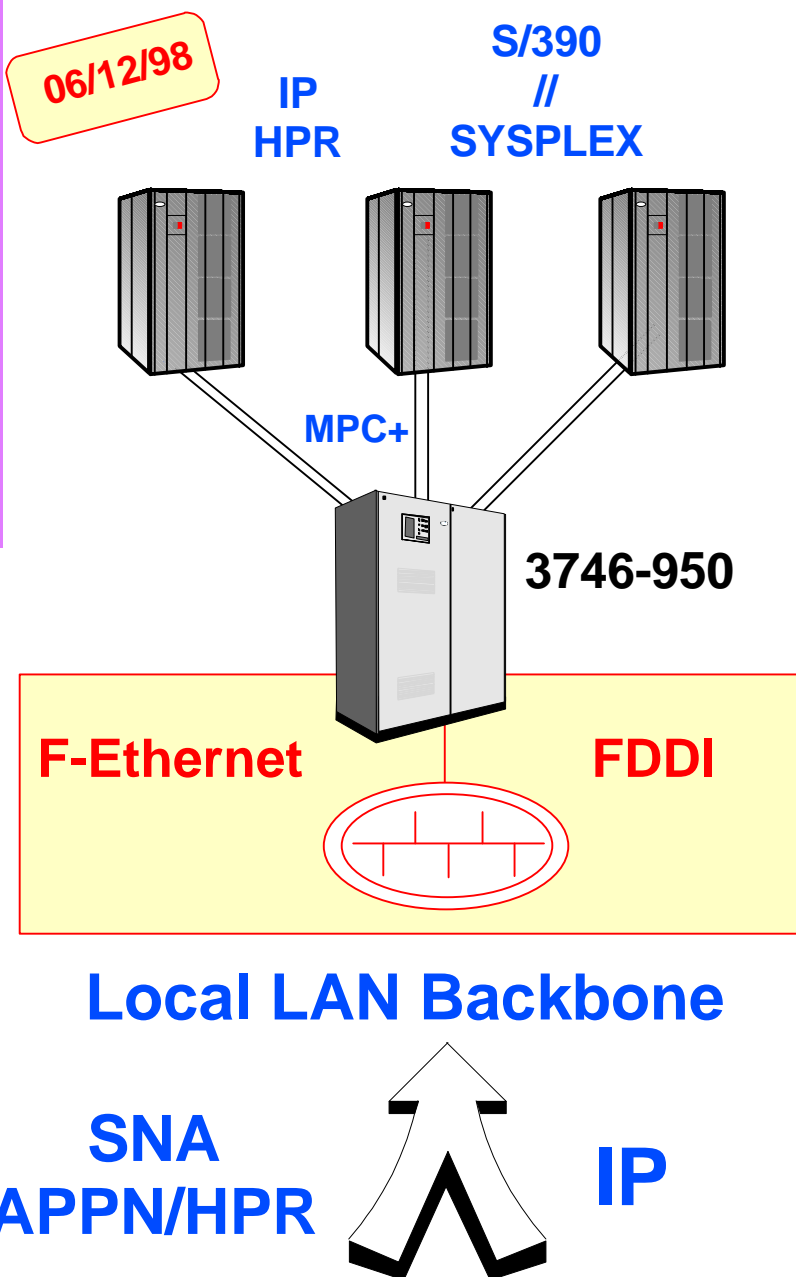 06/12/98
IP
HPR
S/390
//
SYSPLEX
MPC+
3746-950
F-Ethernet
FDDI
Local LAN Backbone
SNA
APPN/HPR
IP